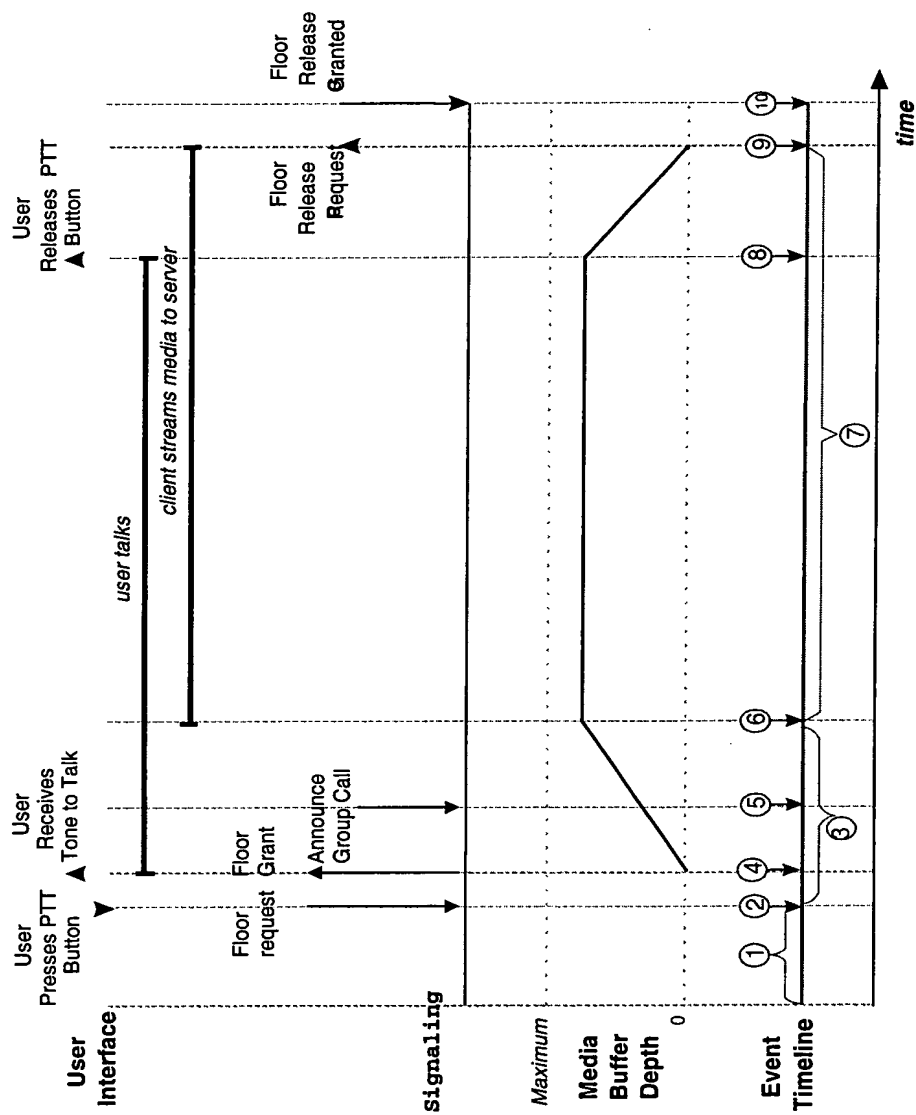 User
Presses PTT
Button
User
Receives
Tone to Talk
User
Releases PTT
Button
User
Interface
user talks
client streams media to server
Floor
request
Floor
Grant
Announce
Group Call
Floor
Release
Request
Floor
Release
Granted
Signaling
Maximum
Media
Buffer
Depth
0
Event
Timeline
1
2
3
4
5
6
7
8
9
10
time